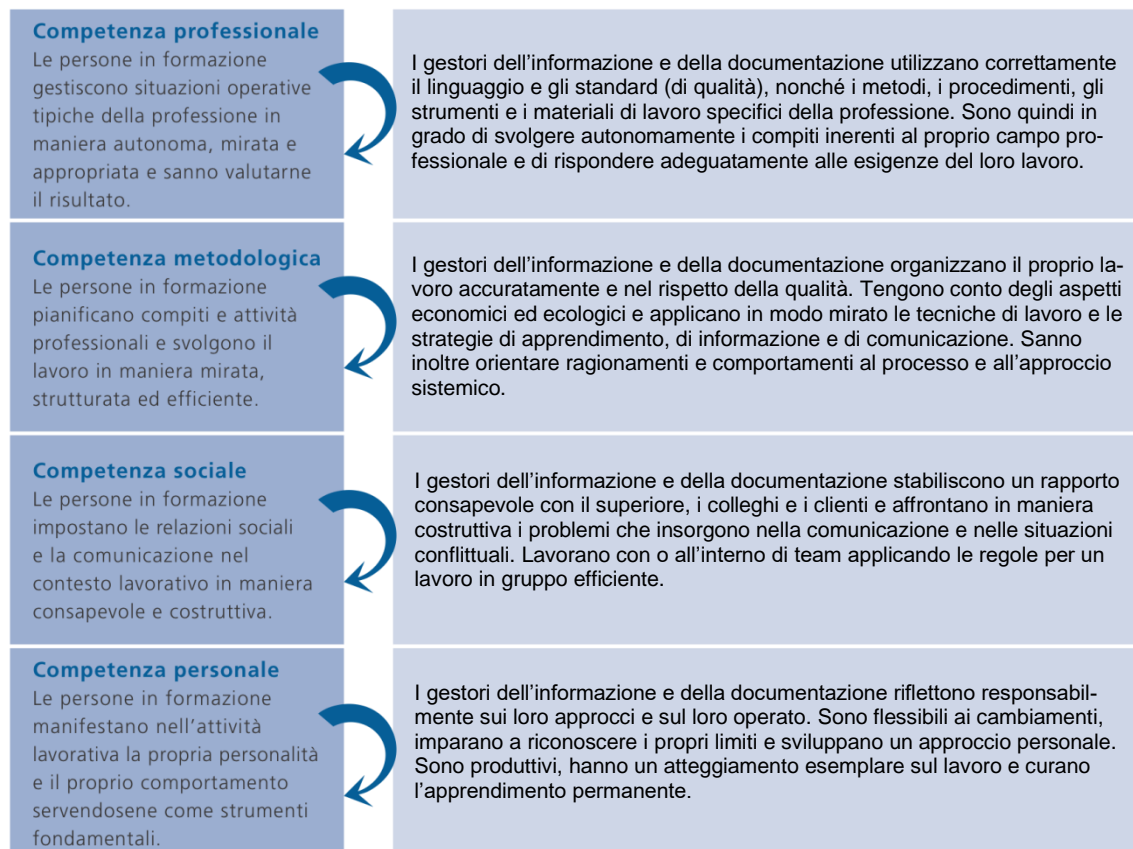 Competenza professionale
Le persone in formazione
gestiscono situazioni operative
tipiche della professione in
maniera autonoma, mirata e
appropriata e sanno valutarne
il risultato.
I gestori dell’informazione e della documentazione utilizzano correttamente
il linguaggio e gli standard (di qualità), nonché i metodi, i procedimenti, gli
strumenti e i materiali di lavoro specifici della professione. Sono quindi in
grado di svolgere autonomamente i compiti inerenti al proprio campo pro-
fessionale e di rispondere adeguatamente alle esigenze del loro lavoro.
Competenza metodologica
Le persone in formazione
pianificano compiti e attività
professionali e svolgono il
lavoro in maniera mirata,
strutturata ed efficiente.
I gestori dell’informazione e della documentazione organizzano il proprio la-
voro accuratamente e nel rispetto della qualità. Tengono conto degli aspetti
economici ed ecologici e applicano in modo mirato le tecniche di lavoro e le
strategie di apprendimento, di informazione e di comunicazione. Sanno
inoltre orientare ragionamenti e comportamenti al processo e all’approccio
sistemico.
Competenza sociale
Le persone in formazione
impostano le relazioni sociali
e la comunicazione nel
contesto lavorativo in maniera
consapevole e costruttiva.
I gestori dell’informazione e della documentazione stabiliscono un rapporto
consapevole con il superiore, i colleghi e i clienti e affrontano in maniera
costruttiva i problemi che insorgono nella comunicazione e nelle situazioni
conflittuali. Lavorano con o all’interno di team applicando le regole per un
lavoro in gruppo efficiente.
Competenza personale
Le persone in formazione
manifestano nell’attività
lavorativa la propria personalità
e il proprio comportamento
servendosene come strumenti
fondamentali.
I gestori dell’informazione e della documentazione riflettono responsabil-
mente sui loro approcci e sul loro operato. Sono flessibili ai cambiamenti,
imparano a riconoscere i propri limiti e sviluppano un approccio personale.
Sono produttivi, hanno un atteggiamento esemplare sul lavoro e curano
l’apprendimento permanente.